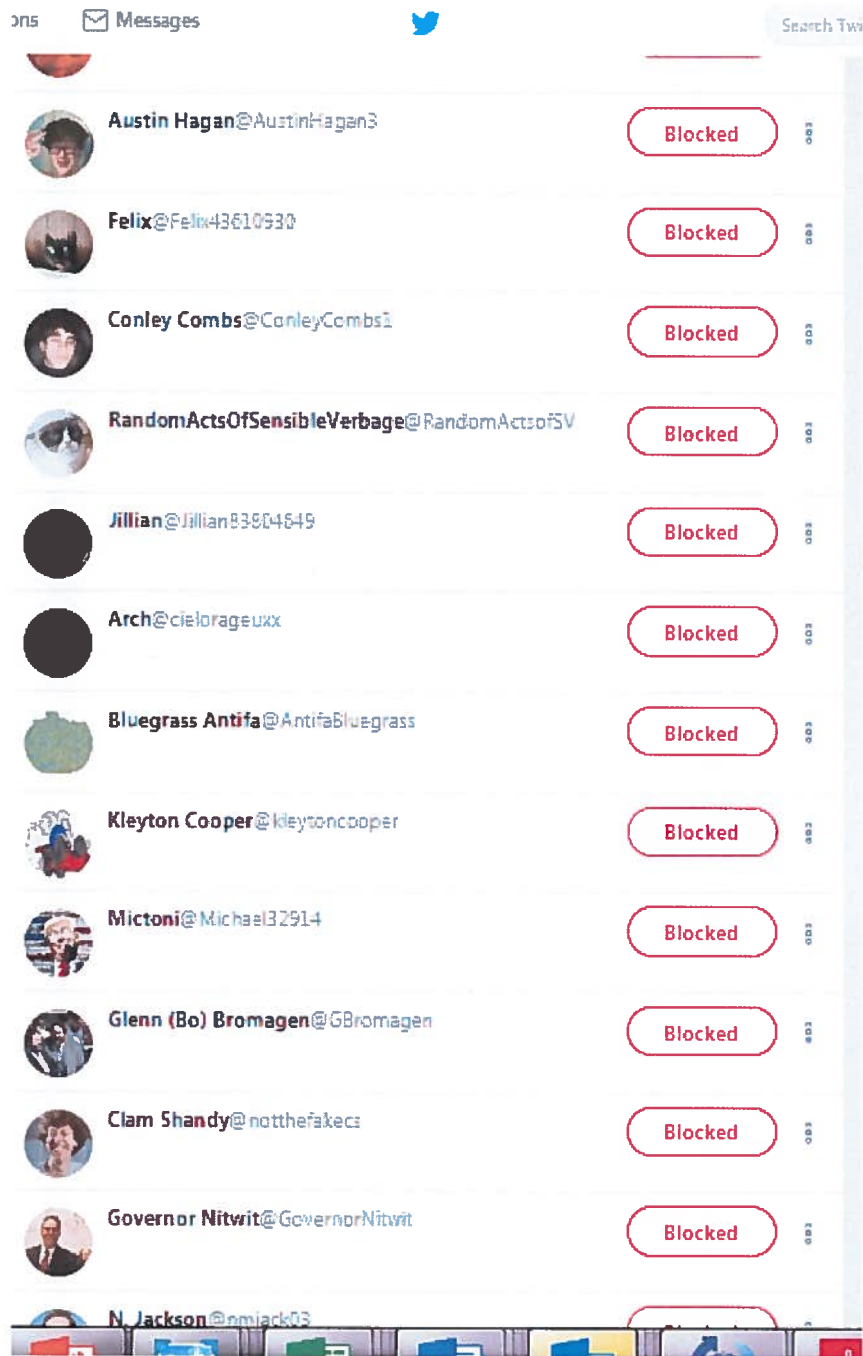 ons Messages Search Twi
Austin Hagan@AustinHagan3 Blocked
Felix@Felix43610930 Blocked
Conley Combs@ConleyCombs1 Blocked
RandomActsOfSensibleVerbage@RandomActsofSV Blocked
Jillian@Jillian83804649 Blocked
Arch@cielorageuxx Blocked
Bluegrass Antifa@AntifaBluegrass Blocked
Kleyton Cooper@kleytoncooper Blocked
Mictoni@Michael32914 Blocked
Glenn (Bo) Bromagen@GBromagen Blocked
Clam Shandy@notthefakecs Blocked
Governor Nitwit@GovernorNitwit Blocked
N. Jackson@nmjack03